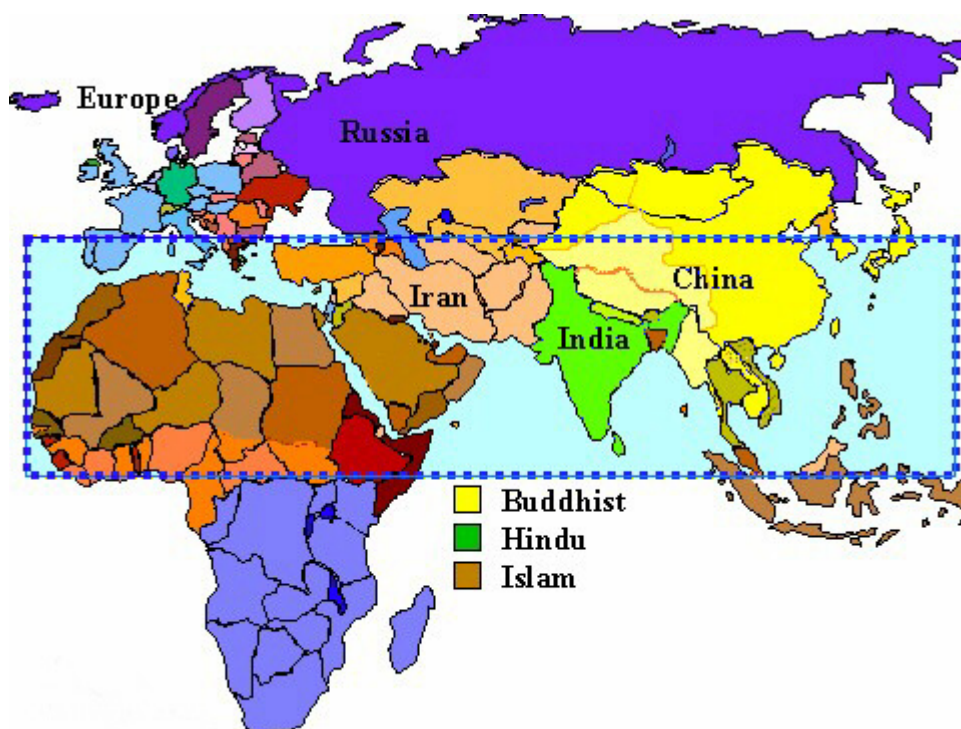 Europe
Russia
China
Iran
India
Buddhist
Hindu
Islam